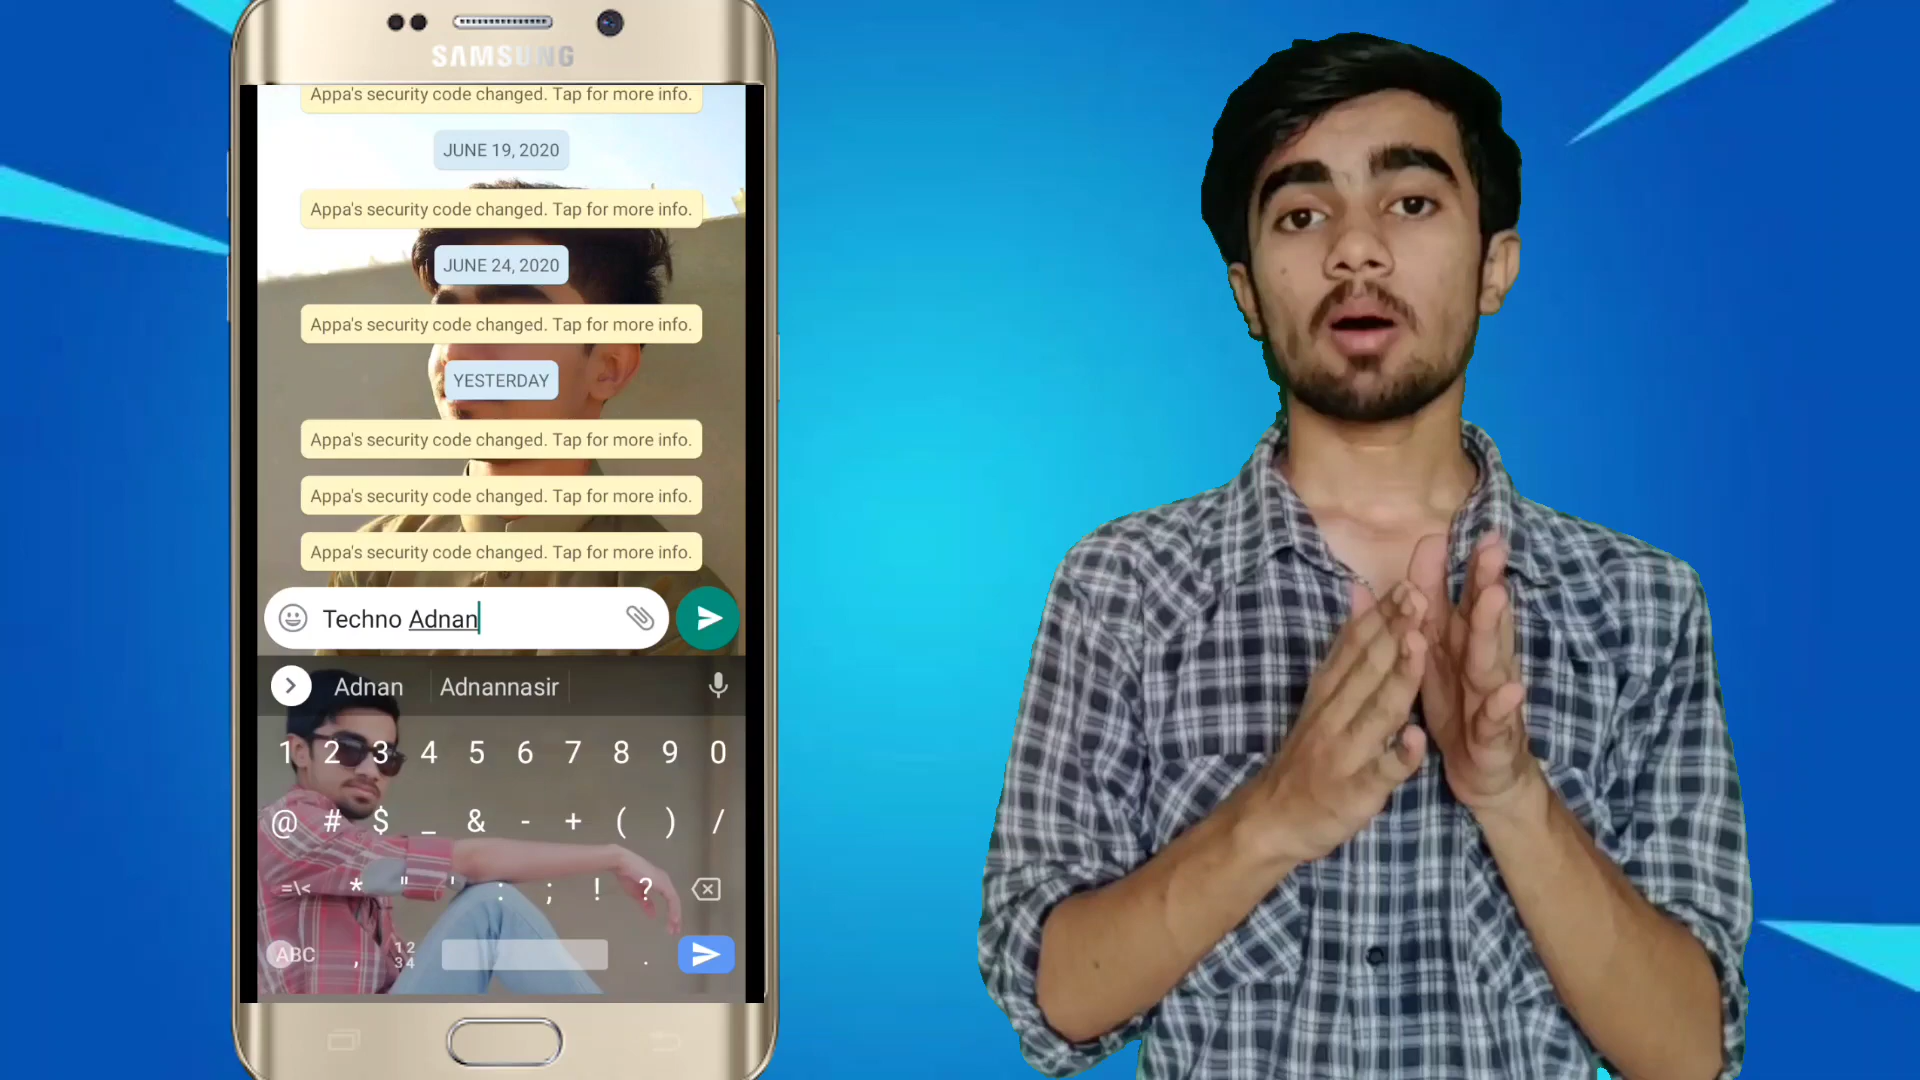 SAMSUNG
Appa's security code changed. Tap for more info.
JUNE 19, 2020
Appa's security code changed. Tap for more info.
JUNE 24, 2020
Appa's security code changed. Tap for more info.
YESTERDAY
Appa's security code changed. Tap for more info.
Appa's security code changed. Tap for more info.
Appa's security code changed. Tap for more info.
Techno Adnan
Adnan Adnannasir
1 2 3 4 5 6 7 8 9 0
@ # $ _ & - + ( ) /
=\< * " ' : ; ! ?
ABC , 12 34 .